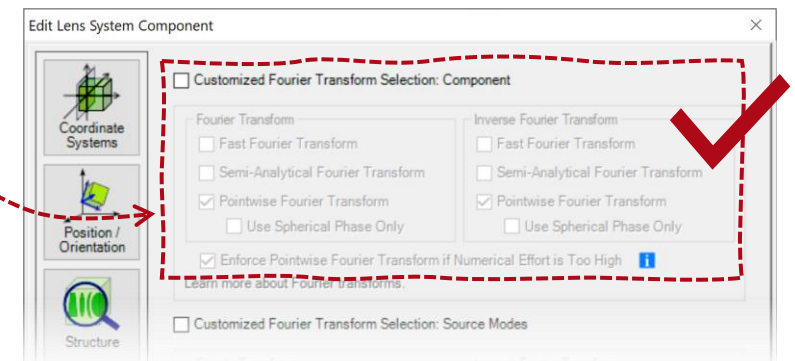 Edit Lens System Component
Coordinate
Systems
Position /
Orientation
Structure
Customized Fourier Transform Selection: Component
Fourier Transform
Fast Fourier Transform
Semi-Analytical Fourier Transform
Pointwise Fourier Transform
Use Spherical Phase Only
Inverse Fourier Transform
Fast Fourier Transform
Semi-Analytical Fourier Transform
Pointwise Fourier Transform
Use Spherical Phase Only
Enforce Pointwise Fourier Transform if Numerical Effort is Too High
Learn more about Fourier transforms.
Customized Fourier Transform Selection: Source Modes